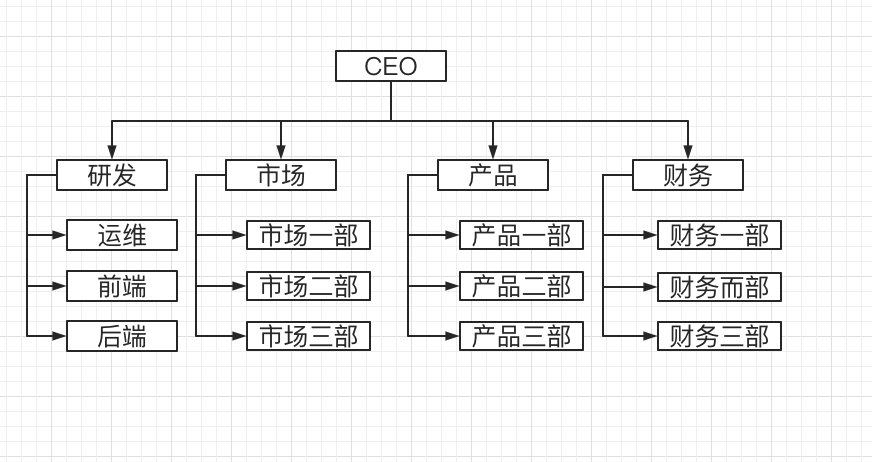 CEO
研发
市场
产品
财务
运维
市场一部
产品一部
财务一部
前端
市场二部
产品二部
财务而部
后端
市场三部
产品三部
财务三部